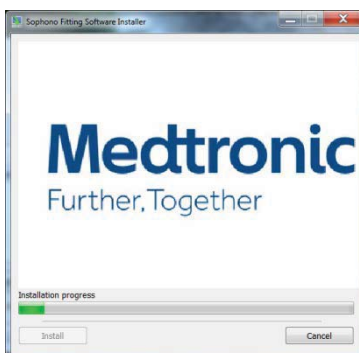 Sophono Fitting Software Installer
Medtronic
Further, Together
Installation progress
Install
Cancel